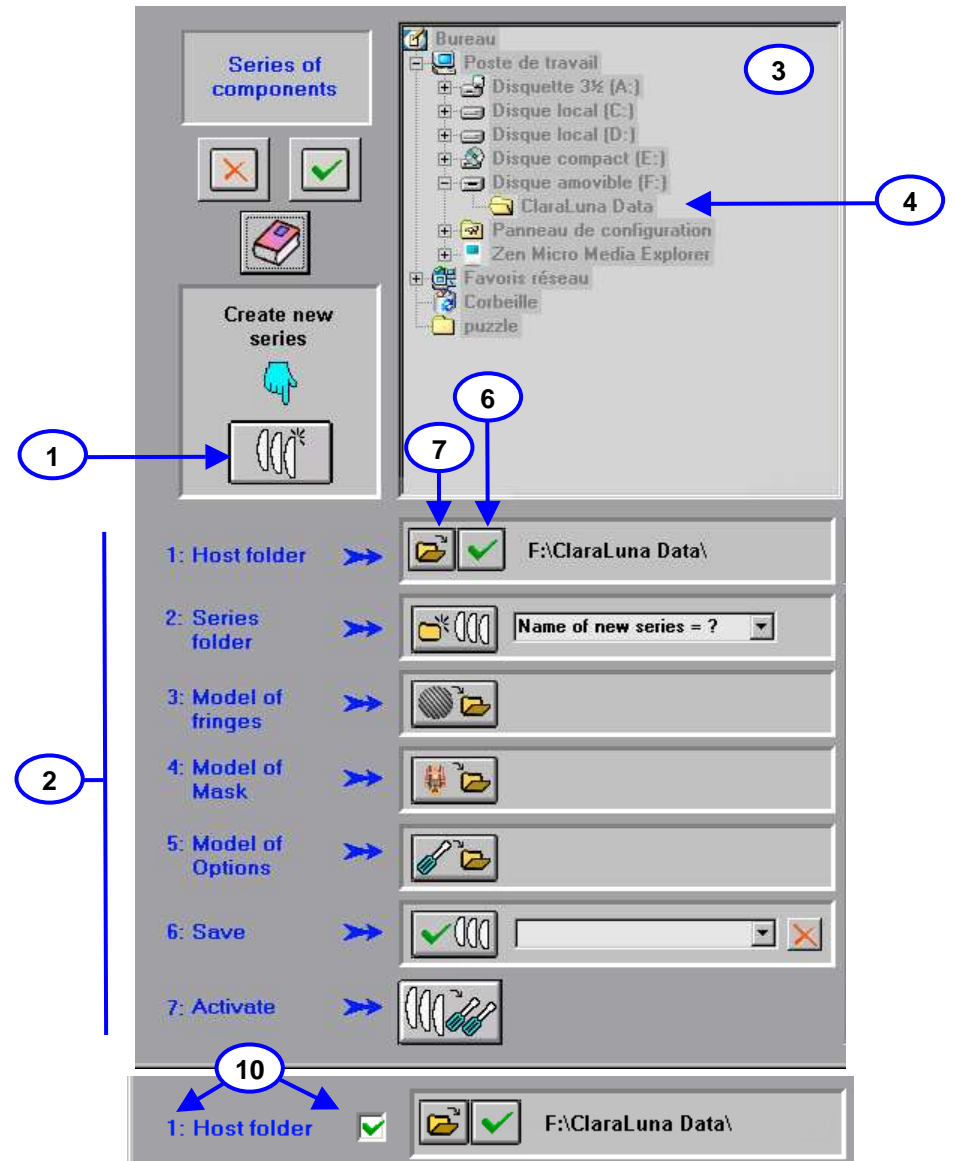 Series of
components
Create new
series
Bureau
Poste de travail
Disquette 3½ (A:)
Disque local (C:)
Disque local (D:)
Disque compact (E:)
Disque amovible (F:)
ClaraLuna Data
Panneau de configuration
Zen Micro Media Explorer
Favoris réseau
Corbeille
puzzle
3
4
6
7
1
2
1: Host folder
F:\ClaraLuna Data\
2: Series
folder
Name of new series = ?
3: Model of
fringes
4: Model of
Mask
5: Model of
Options
6: Save
7: Activate
10
1: Host folder
F:\ClaraLuna Data\